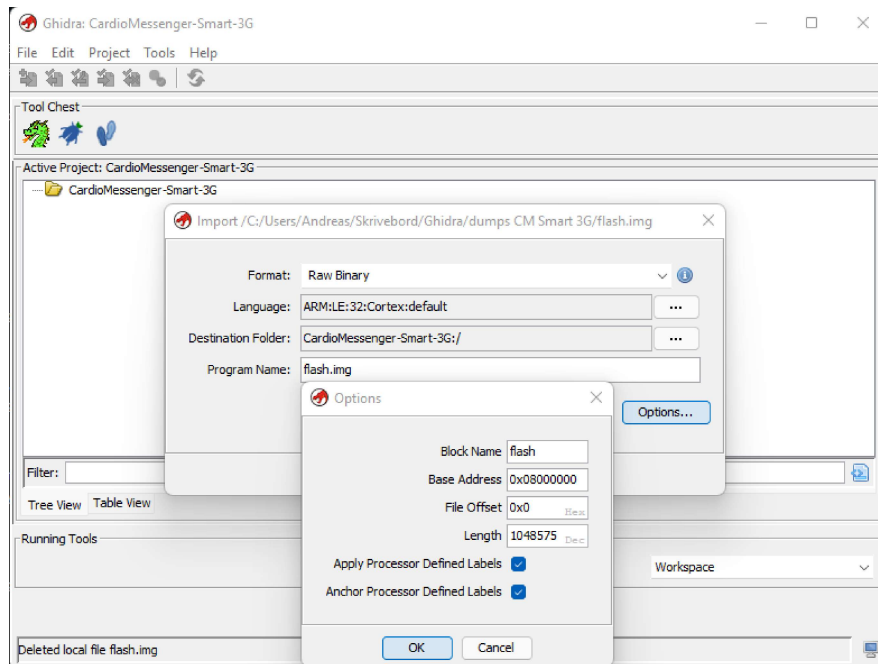 Ghidra: CardioMessenger-Smart-3G
File Edit Project Tools Help
Tool Chest
Active Project: CardioMessenger-Smart-3G
CardioMessenger-Smart-3G
Import /C:/Users/Andreas/Skrivebord/Ghidra/dumps CM Smart 3G/flash.img
Format: Raw Binary
Language: ARM:LE:32:Cortex:default ...
Destination Folder: CardioMessenger-Smart-3G:/ ...
Program Name: flash.img
Options...
Options
Block Name flash
Base Address 0x08000000
File Offset 0x0 Hex
Length 1048575 Dec
Apply Processor Defined Labels
Anchor Processor Defined Labels
OK Cancel
Filter:
Tree View Table View
Running Tools
Workspace
Deleted local file flash.img